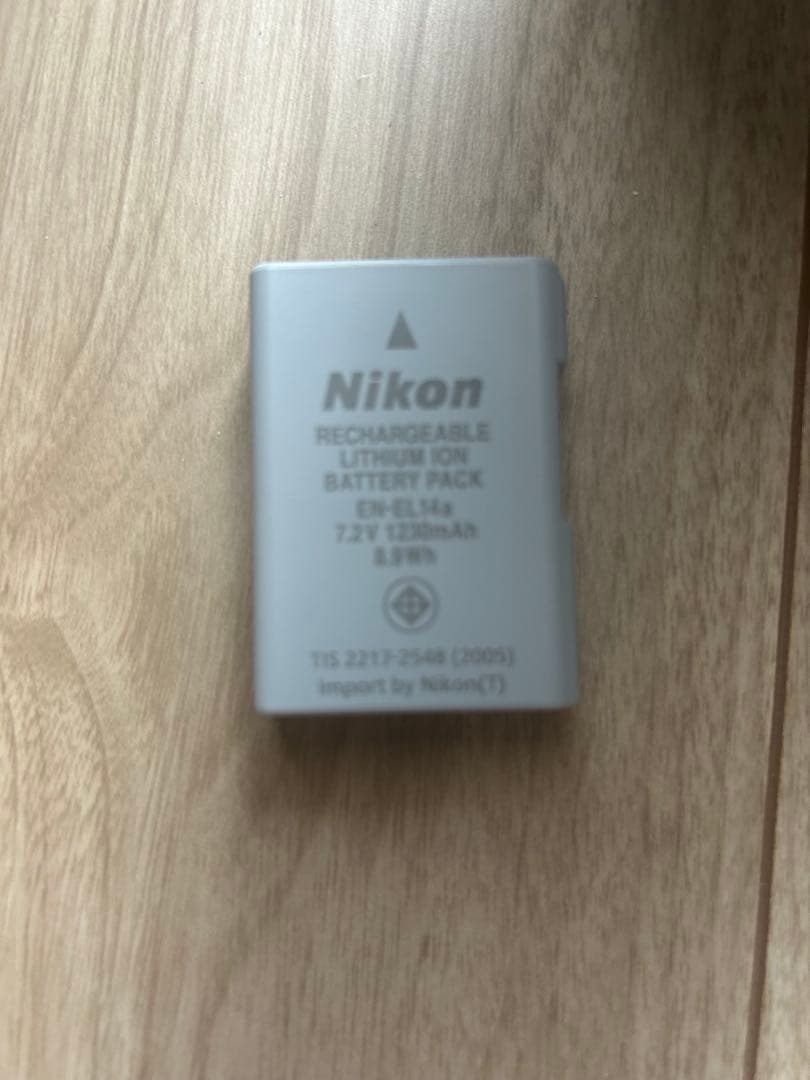 Nikon
RECHARGEABLE
LITHIUM ION
BATTERY PACK
EN-EL14a
7.2V 1230mAh
8.9Wh
TIS 2217-2548 (2005)
Import by Nikon(T)